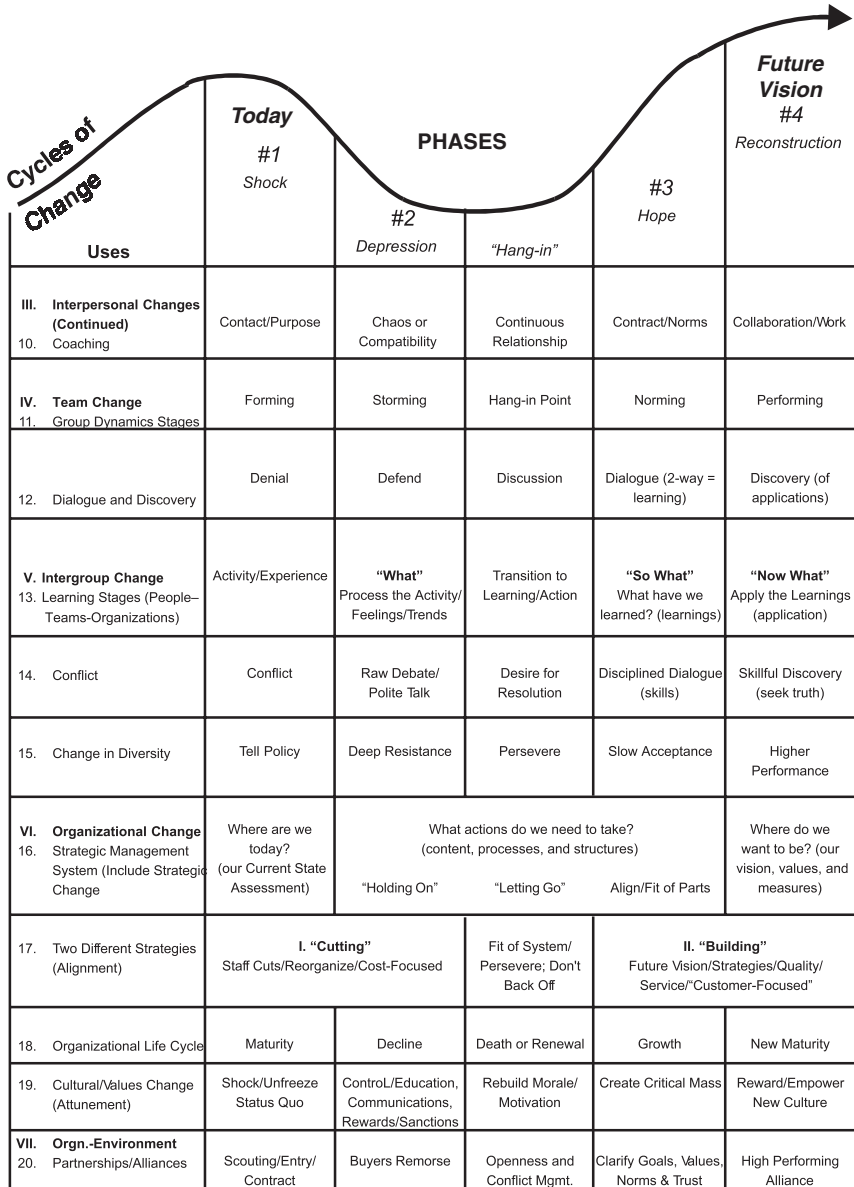 Cycles of
Change
Today
#1
Shock
PHASES
#2
Depression
“Hang-in”
#3
Hope
Future
Vision
#4
Reconstruction
Uses
III. Interpersonal Changes
(Continued)
10. Coaching
Contact/Purpose
Chaos or
Compatibility
Continuous
Relationship
Contract/Norms
Collaboration/Work
IV. Team Change
11. Group Dynamics Stages
Forming
Storming
Hang-in Point
Norming
Performing
12. Dialogue and Discovery
Denial
Defend
Discussion
Dialogue (2-way =
learning)
Discovery (of
applications)
V. Intergroup Change
13. Learning Stages (People–
Teams-Organizations)
Activity/Experience
“What”
Process the Activity/
Feelings/Trends
Transition to
Learning/Action
“So What”
What have we
learned? (learnings)
“Now What”
Apply the Learnings
(application)
14. Conflict
Conflict
Raw Debate/
Polite Talk
Desire for
Resolution
Disciplined Dialogue
(skills)
Skillful Discovery
(seek truth)
15. Change in Diversity
Tell Policy
Deep Resistance
Persevere
Slow Acceptance
Higher
Performance
VI. Organizational Change
16. Strategic Management
System (Include Strategic
Change
Where are we
today?
(our Current State
Assessment)
What actions do we need to take?
(content, processes, and structures)
“Holding On”
“Letting Go”
Align/Fit of Parts
Where do we
want to be? (our
vision, values, and
measures)
17. Two Different Strategies
(Alignment)
I. “Cutting”
Staff Cuts/Reorganize/Cost-Focused
Fit of System/
Persevere; Don't
Back Off
II. “Building”
Future Vision/Strategies/Quality/
Service/“Customer-Focused”
18. Organizational Life Cycle
Maturity
Decline
Death or Renewal
Growth
New Maturity
19. Cultural/Values Change
(Attunement)
Shock/Unfreeze
Status Quo
ControL/Education,
Communications,
Rewards/Sanctions
Rebuild Morale/
Motivation
Create Critical Mass
Reward/Empower
New Culture
VII. Orgn.-Environment
20. Partnerships/Alliances
Scouting/Entry/
Contract
Buyers Remorse
Openness and
Conflict Mgmt.
Clarify Goals, Values,
Norms & Trust
High Performing
Alliance